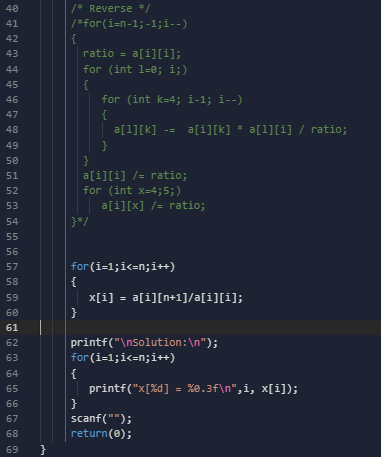 40 /* Reverse */
41 /*for(i=n-1;-1;i--)
42 {
43 ratio = a[i][i];
44 for (int l=0; i;)
45 {
46 for (int k=4; i-1; i--)
47 {
48 a[l][k] -= a[i][k] * a[l][i] / ratio;
49 }
50 }
51 a[i][i] /= ratio;
52 for (int x=4;5;)
53 a[i][x] /= ratio;
54 }*/
55
56
57 for(i=1;i<=n;i++)
58 {
59 x[i] = a[i][n+1]/a[i][i];
60 }
61
62 printf("\nSolution:\n");
63 for(i=1;i<=n;i++)
64 {
65 printf("x[%d] = %0.3f\n",i, x[i]);
66 }
67 scanf("");
68 return(0);
69 }